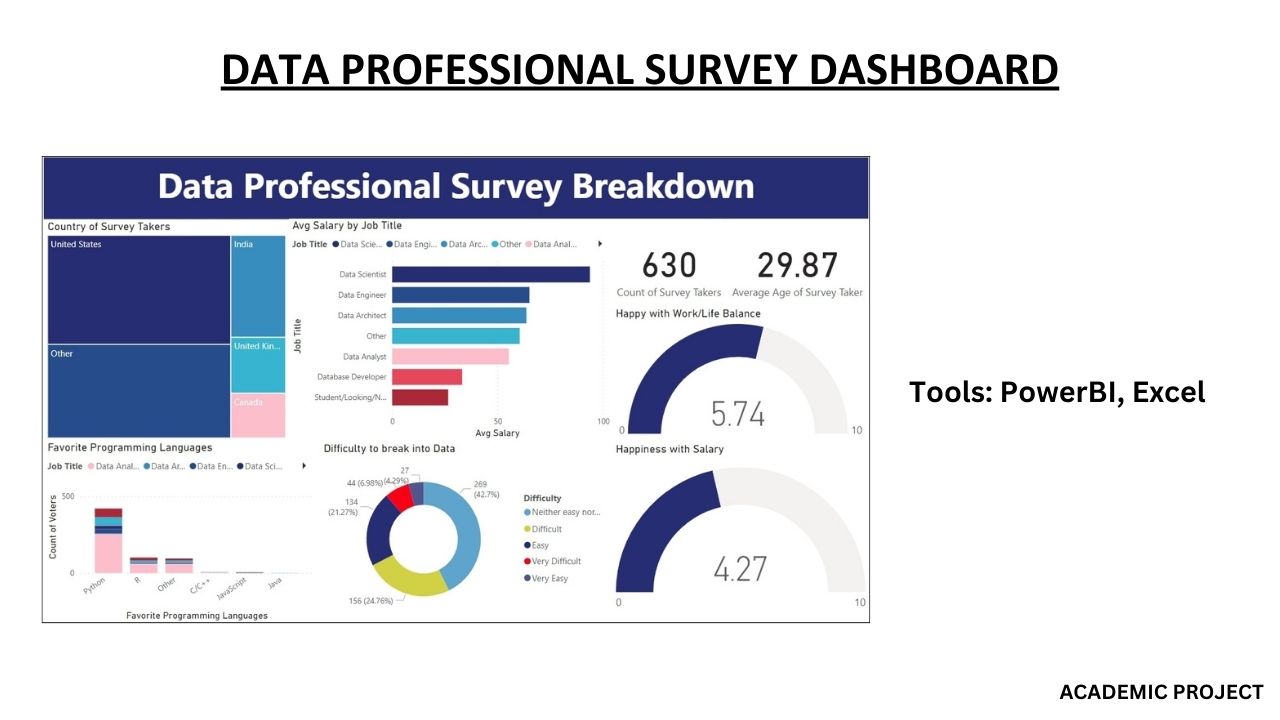 DATA PROFESSIONAL SURVEY DASHBOARD
Data Professional Survey Breakdown
Country of Survey Takers
United States
India
Other
United Kin...
Canada
Avg Salary by Job Title
Job Title Data Scie... Data Engi... Data Arc... Other Data Anal...
Job Title
Data Scientist
Data Engineer
Data Architect
Other
Data Analyst
Database Developer
Student/Looking/N...
0 50 100
Avg Salary
630
Count of Survey Takers
29.87
Average Age of Survey Taker
Happy with Work/Life Balance
5.74
0 10
Favorite Programming Languages
Job Title Data Anal... Data Ar... Data En... Data Sci...
Count of Voters
500
0
Python R Other C/C++ JavaScript Java
Favorite Programming Languages
Difficulty to break into Data
27
(4.29%)
44 (6.98%)
269
(42.7%)
134
(21.27%)
156 (24.76%)
Difficulty
Neither easy nor...
Difficult
Easy
Very Difficult
Very Easy
Happiness with Salary
4.27
0 10
Tools: PowerBI, Excel
ACADEMIC PROJECT